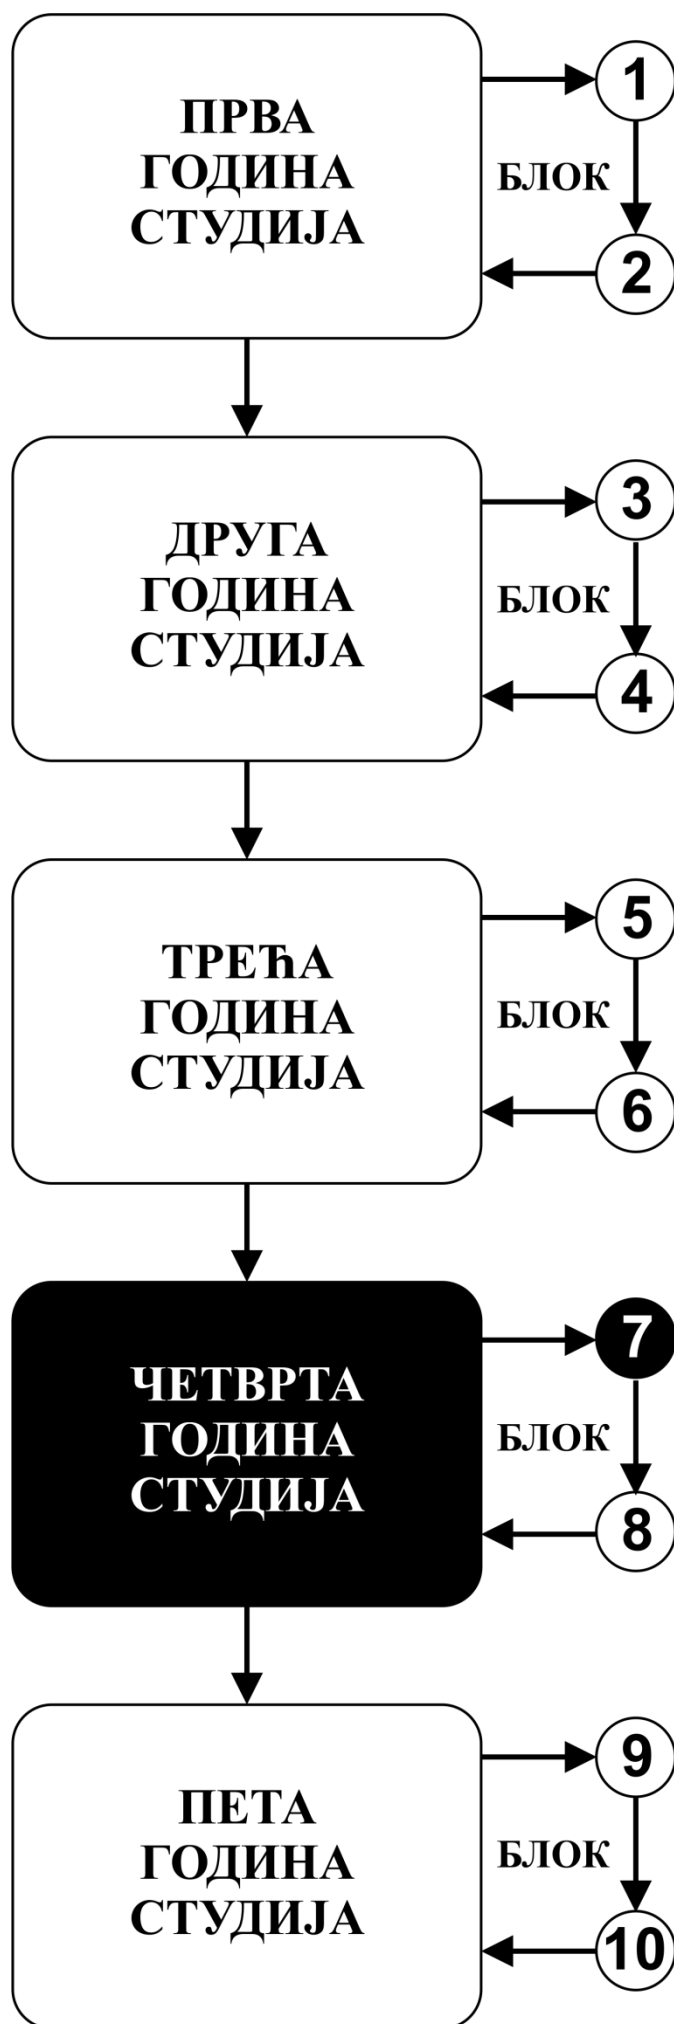 ПРВА
ГОДИНА
СТУДИЈА
1
БЛОК
2
ДРУГА
ГОДИНА
СТУДИЈА
3
БЛОК
4
ТРЕЋА
ГОДИНА
СТУДИЈА
5
БЛОК
6
ЧЕТВРТА
ГОДИНА
СТУДИЈА
7
БЛОК
8
ПЕТА
ГОДИНА
СТУДИЈА
9
БЛОК
10